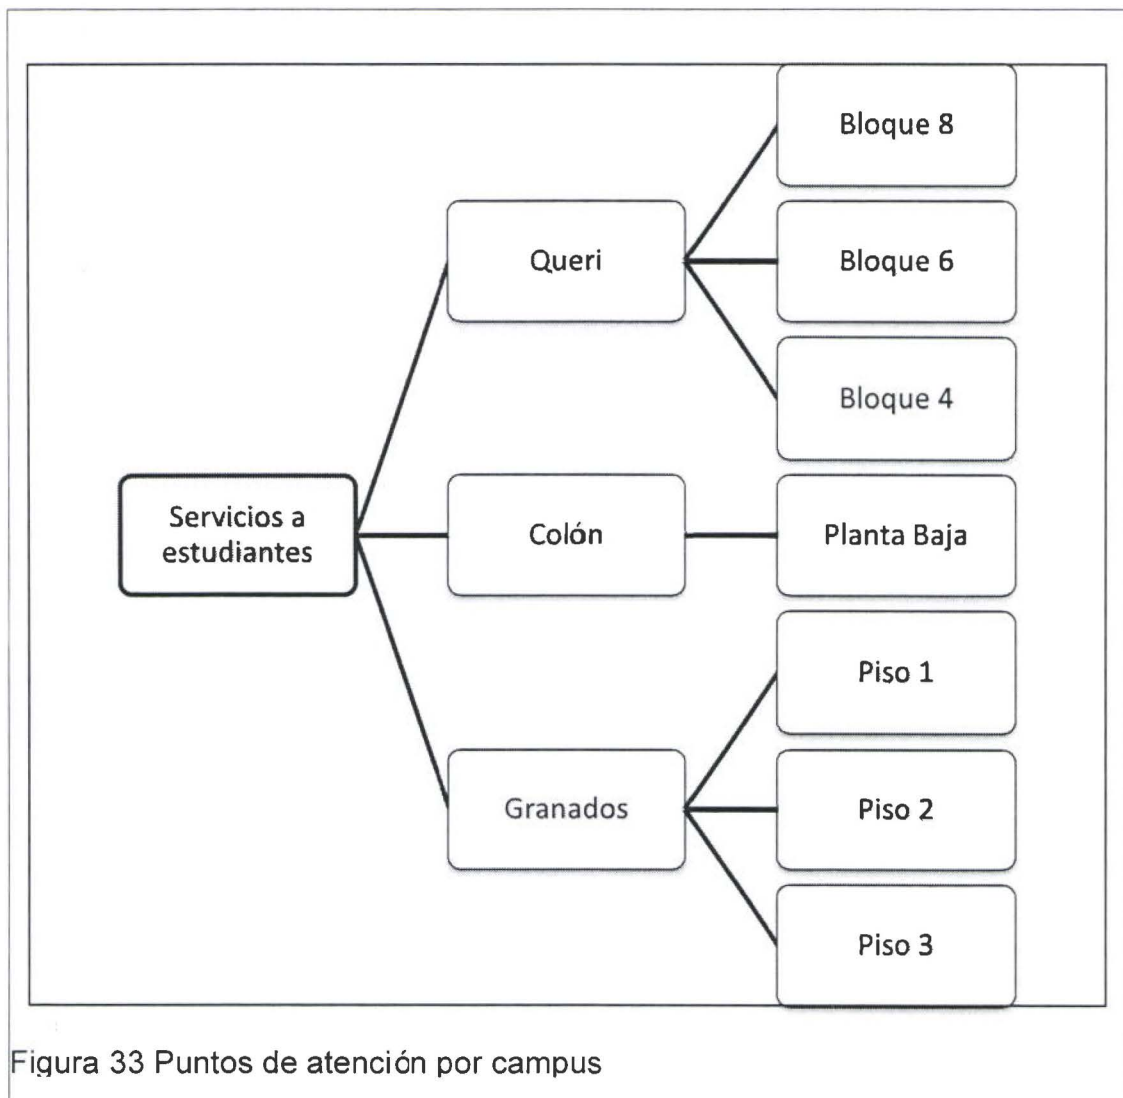 Servicios a
estudiantes
Queri
Bloque 8
Bloque 6
Bloque 4
Colón
Planta Baja
Granados
Piso 1
Piso 2
Piso 3
Figura 33 Puntos de atención por campus